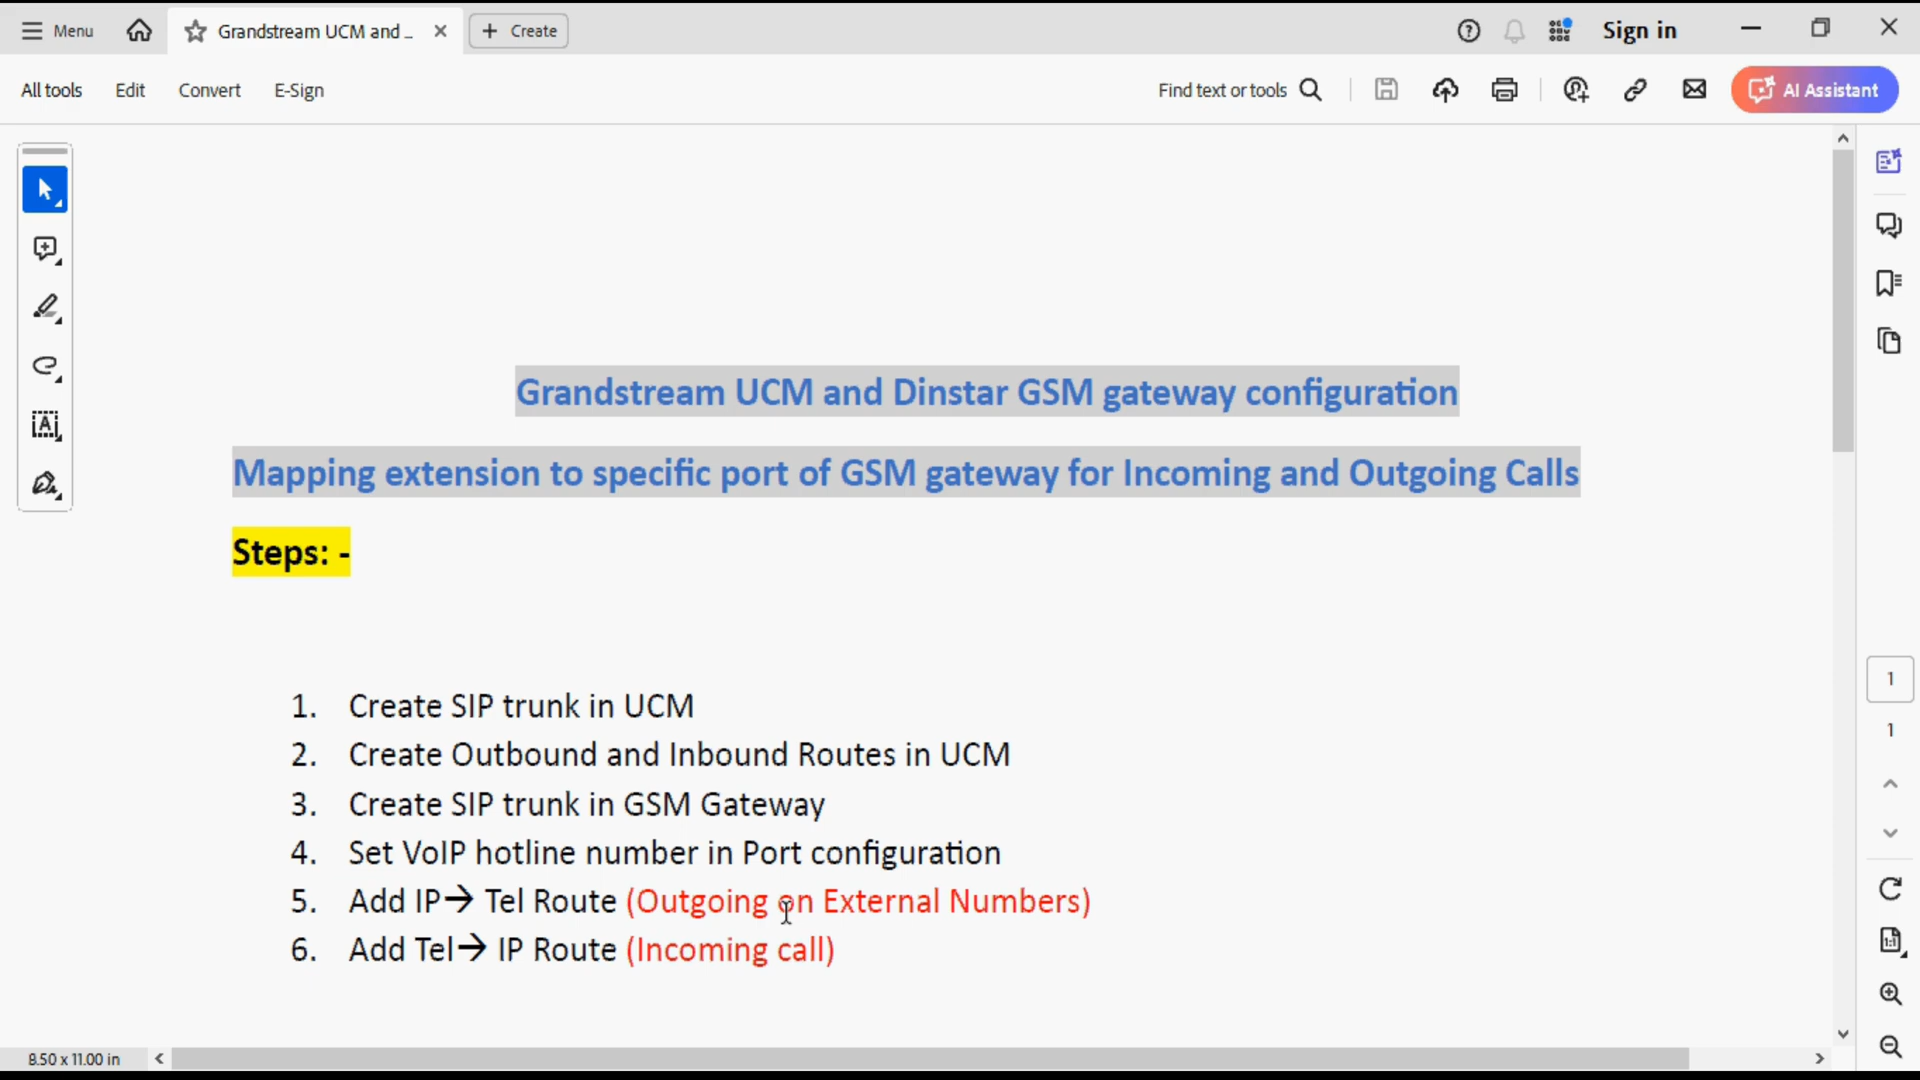 Menu
Grandstream UCM and _
Create
Sign in
All tools
Edit
Convert
E-Sign
Find text or tools
AI Assistant
Grandstream UCM and Dinstar GSM gateway configuration
Mapping extension to specific port of GSM gateway for Incoming and Outgoing Calls
Steps: -
1. Create SIP trunk in UCM
2. Create Outbound and Inbound Routes in UCM
3. Create SIP trunk in GSM Gateway
4. Set VoIP hotline number in Port configuration
5. Add IP→ Tel Route (Outgoing on External Numbers)
6. Add Tel→ IP Route (Incoming call)
1
1
8.50 x 11.00 in